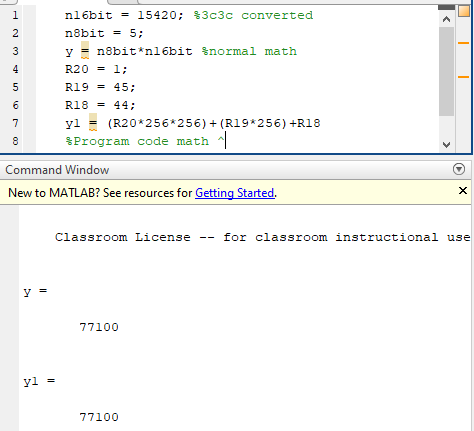 1 n16bit = 15420; %3c3c converted
2 n8bit = 5;
3 y = n8bit*n16bit %normal math
4 R20 = 1;
5 R19 = 45;
6 R18 = 44;
7 y1 = (R20*256*256)+(R19*256)+R18
8 %Program code math ^
Command Window
New to MATLAB? See resources for Getting Started.
Classroom License -- for classroom instructional use
y =
77100
y1 =
77100